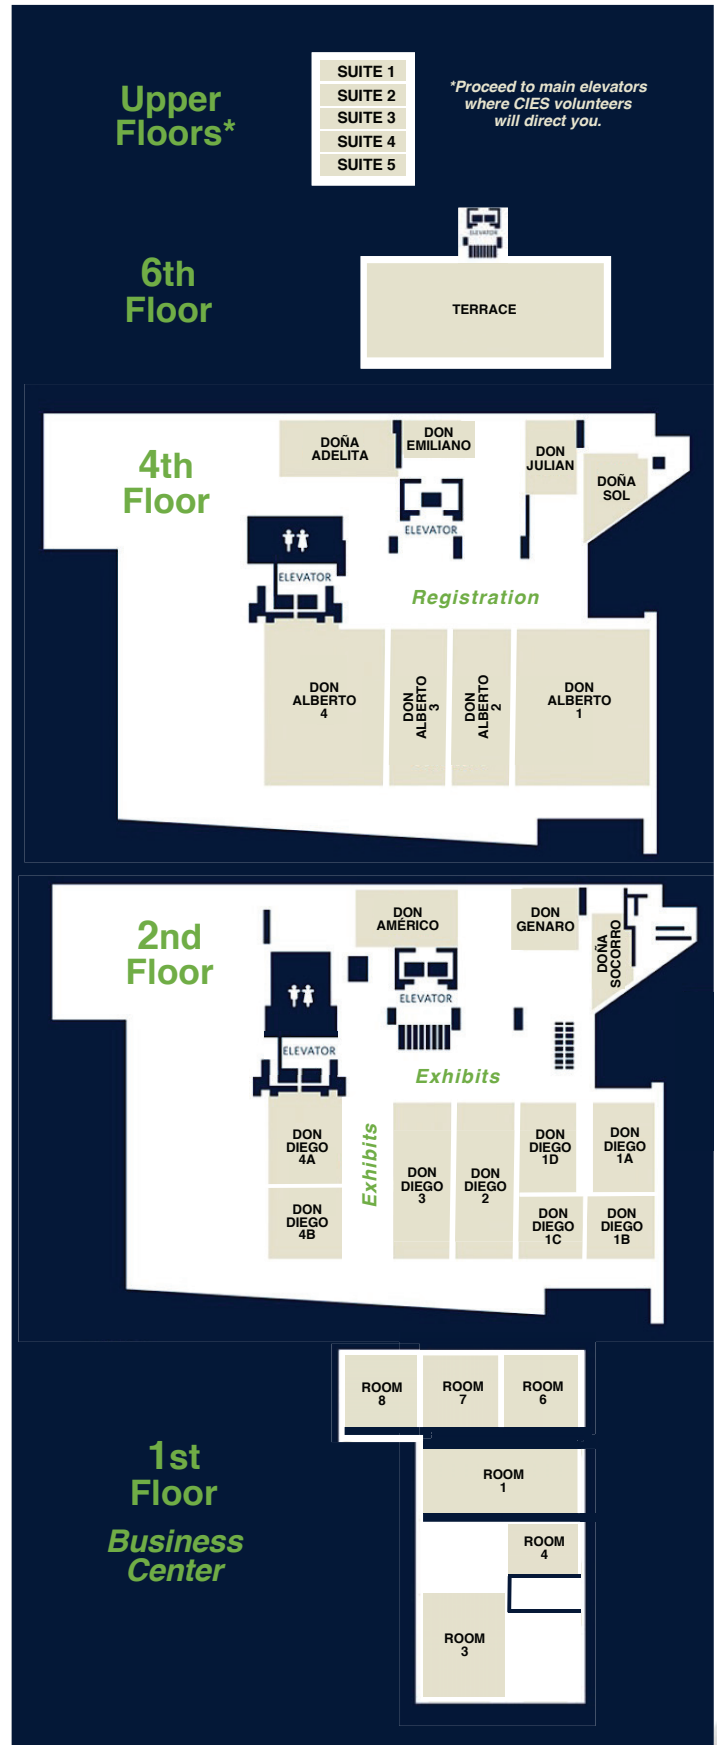 Upper
Floors*
SUITE 1
SUITE 2
SUITE 3
SUITE 4
SUITE 5
*Proceed to main elevators
where CIES volunteers
will direct you.
6th
Floor
ELEVATOR
TERRACE
4th
Floor
DOÑA
ADELITA
DON
EMILIANO
DON
JULIAN
DOÑA
SOL
ELEVATOR
ELEVATOR
Registration
DON
ALBERTO
4
DON
ALBERTO
3
DON
ALBERTO
2
DON
ALBERTO
1
2nd
Floor
DON
AMÉRICO
DON
GENARO
DOÑA
SOCORRO
ELEVATOR
ELEVATOR
Exhibits
Exhibits
DON
DIEGO
4A
DON
DIEGO
4B
DON
DIEGO
3
DON
DIEGO
2
DON
DIEGO
1D
DON
DIEGO
1A
DON
DIEGO
1C
DON
DIEGO
1B
1st
Floor
Business
Center
ROOM
8
ROOM
7
ROOM
6
ROOM
1
ROOM
4
ROOM
3